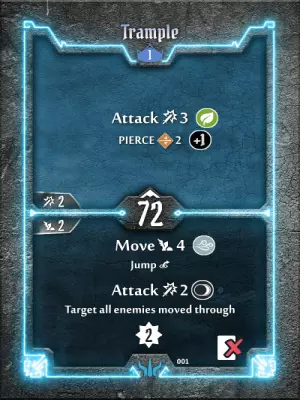 Trample
1
Attack 3
PIERCE 2 +1
2
72
2
Move 4
Jump
Attack 2
Target all enemies moved through
2
001